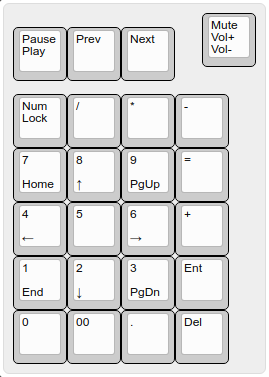 Pause
Play
Prev
Next
Mute
Vol+
Vol-
Num
Lock
/
*
-
7
Home
8
↑
9
PgUp
=
4
←
5
6
→
+
1
End
2
↓
3
PgDn
Ent
0
00
.
Del